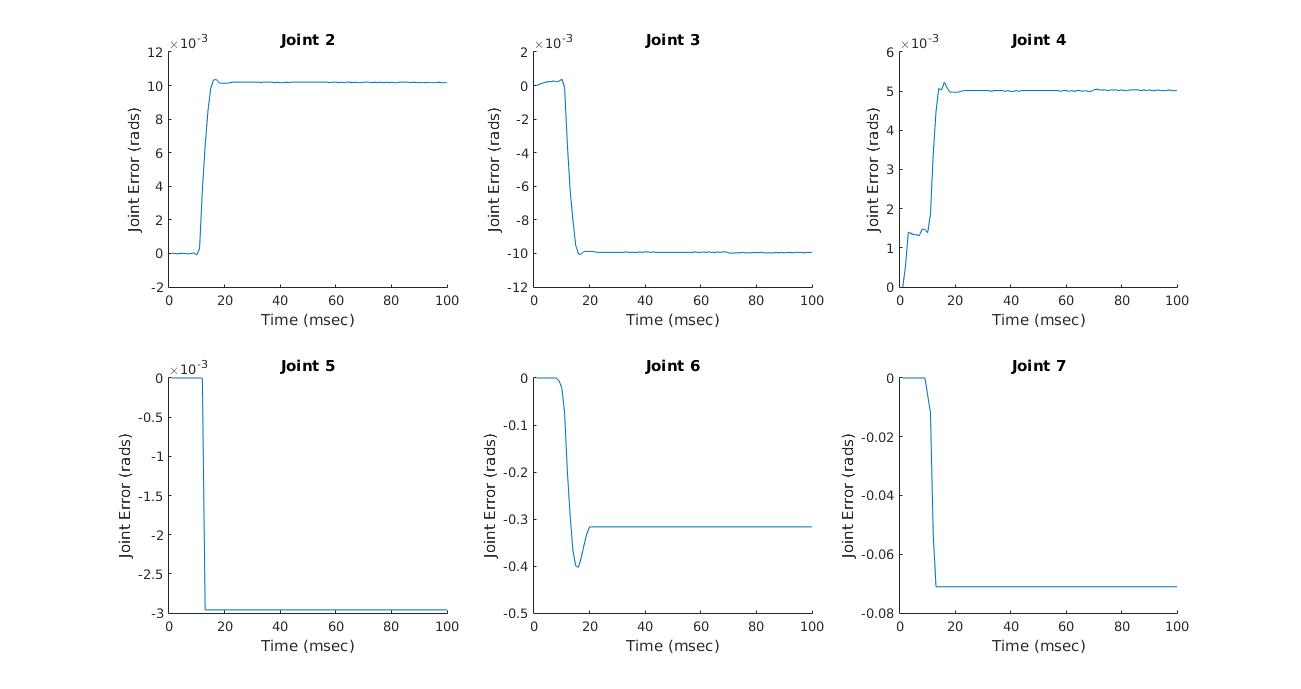 Joint 2
×10-3
12
10
8
6
4
2
0
-2
0 20 40 60 80 100
Joint Error (rads)
Time (msec)
Joint 3
×10-3
2
0
-2
-4
-6
-8
-10
-12
0 20 40 60 80 100
Joint Error (rads)
Time (msec)
Joint 4
×10-3
6
5
4
3
2
1
0
0 20 40 60 80 100
Joint Error (rads)
Time (msec)
Joint 5
×10-3
0
-0.5
-1
-1.5
-2
-2.5
-3
0 20 40 60 80 100
Joint Error (rads)
Time (msec)
Joint 6
0
-0.1
-0.2
-0.3
-0.4
-0.5
0 20 40 60 80 100
Joint Error (rads)
Time (msec)
Joint 7
0
-0.02
-0.04
-0.06
-0.08
0 20 40 60 80 100
Joint Error (rads)
Time (msec)